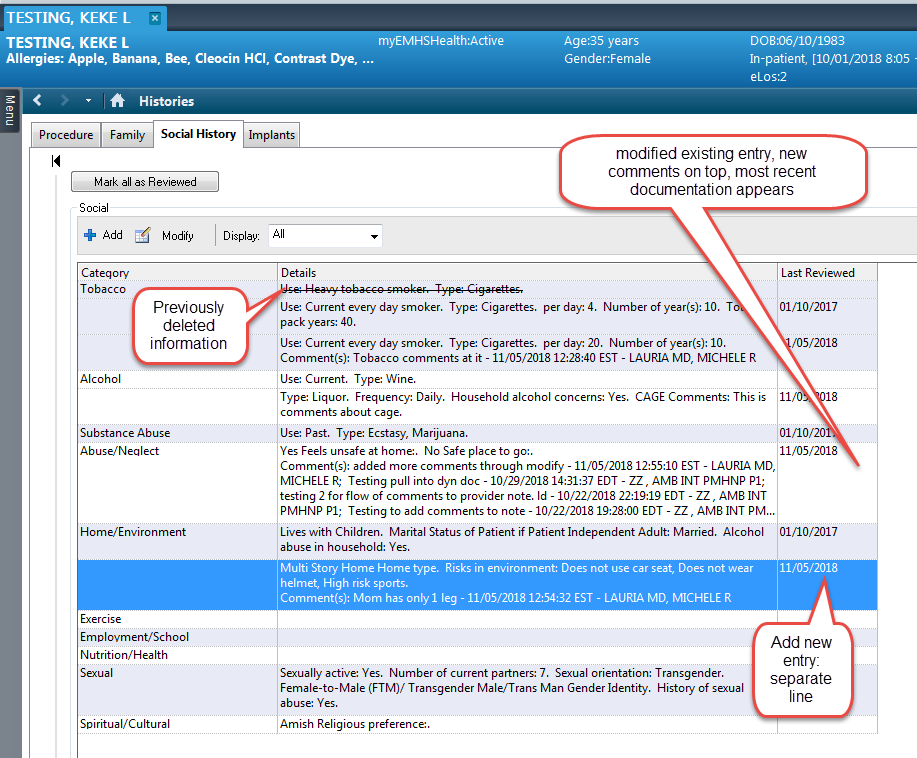 TESTING, KEKE L ×
TESTING, KEKE L myEMHSHealth:Active Age:35 years DOB:06/10/1983
Allergies: Apple, Banana, Bee, Cleocin HCl, Contrast Dye, ... Gender:Female In-patient, [10/01/2018 8:05 -
eLos:2
Menu
Histories
Procedure Family Social History Implants
modified existing entry, new
comments on top, most recent
documentation appears
Mark all as Reviewed
Social
Add Modify Display: All
Category Details Last Reviewed
Tobacco Use: Heavy tobacco smoker. Type: Cigarettes.
Previously
deleted
information
Use: Current every day smoker. Type: Cigarettes. per day: 4. Number of year(s): 10. 01/10/2017
pack years: 40.
Use: Current every day smoker. Type: Cigarettes. per day: 20. Number of year(s): 10. /05/2018
Comment(s): Tobacco comments at it - 11/05/2018 12:28:40 EST - LAURIA MD, MICHELE R
Alcohol Use: Current. Type: Wine.
Type: Liquor. Frequency: Daily. Household alcohol concerns: Yes. CAGE Comments: This is 11/05/2018
comments about cage.
Substance Abuse Use: Past. Type: Ecstasy, Marijuana. 01/10/2017
Abuse/Neglect Yes Feels unsafe at home:. No Safe place to go:. 11/05/2018
Comment(s): added more comments through modify - 11/05/2018 12:55:10 EST - LAURIA MD,
MICHELE R; Testing pull into dyn doc - 10/29/2018 14:31:37 EDT - ZZ , AMB INT PMHNP P1;
testing 2 for flow of comments to provider note. ld - 10/22/2018 22:19:19 EDT - ZZ , AMB INT
PMHNP P1; Testing to add comments to note - 10/22/2018 19:28:00 EDT - ZZ , AMB INT PM...
Home/Environment Lives with Children. Marital Status of Patient if Patient Independent Adult: Married. Alcohol 01/10/2017
abuse in household: Yes.
Multi Story Home Home type. Risks in environment: Does not use car seat, Does not wear 11/05/2018
helmet, High risk sports.
Comment(s): Mom has only 1 leg - 11/05/2018 12:54:32 EST - LAURIA MD, MICHELE R
Exercise
Employment/School
Nutrition/Health
Sexual Sexually active: Yes. Number of current partners: 7. Sexual orientation: Transgender.
Female-to-Male (FTM)/ Transgender Male/Trans Man Gender Identity. History of sexual
abuse: Yes.
Spiritual/Cultural Amish Religious preference:.
Add new
entry:
separate
line